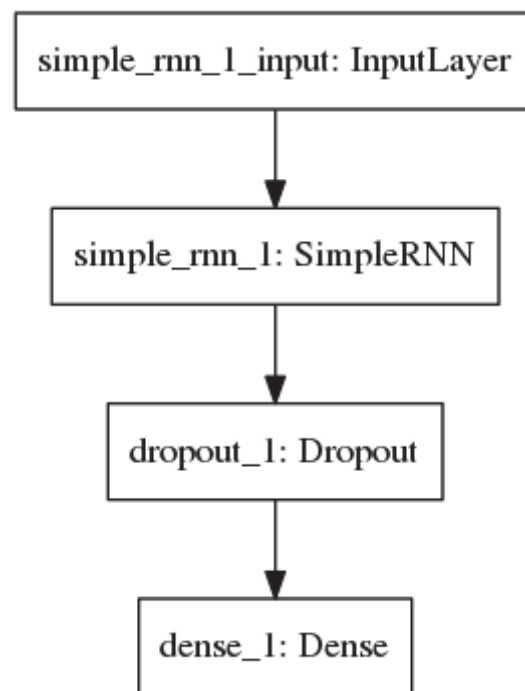 simple_rnn_1_input: InputLayer
simple_rnn_1: SimpleRNN
dropout_1: Dropout
dense_1: Dense